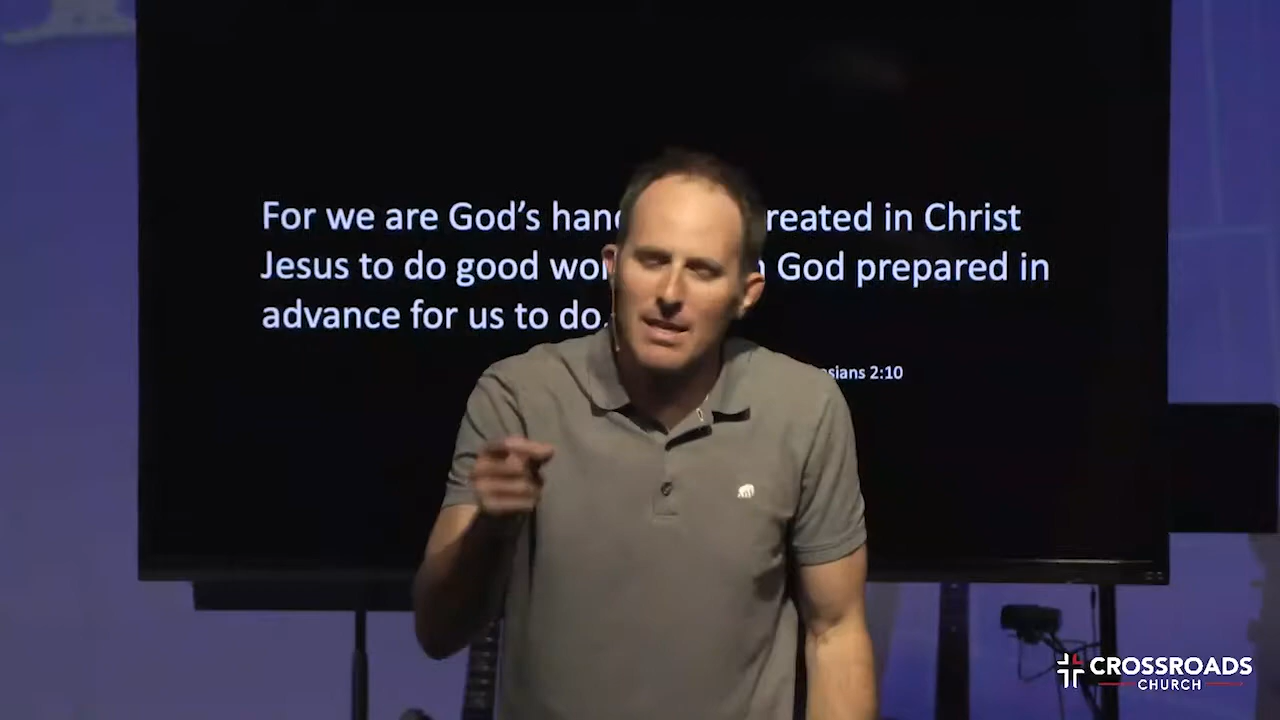 For we are God's hand reated in Christ
Jesus to do good wor God prepared in
advance for us to do.
sians 2:10
CROSSROADS
CHURCH